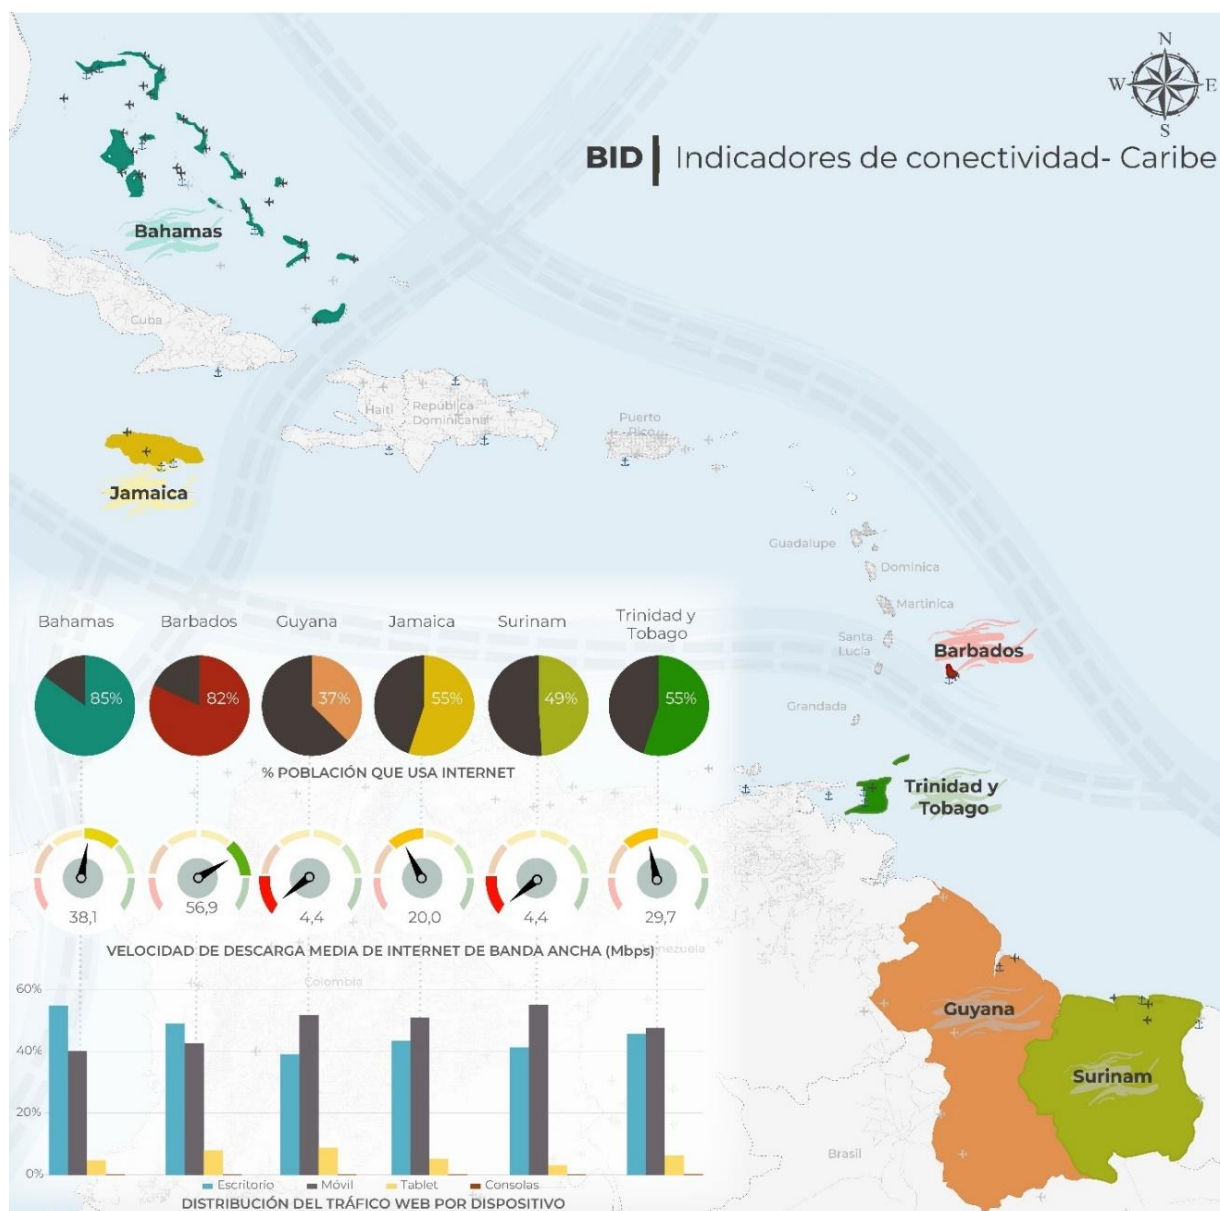 N
W E
S
BID | Indicadores de conectividad- Caribe
Bahamas
Cuba
Haití
República
Dominicana
Puerto
Rico
Jamaica
Guadalupe
Dominica
Martinica
Santa
Lucía
Barbados
Grandada
Trinidad y
Tobago
Venezuela
Colombia
Guyana
Surinam
Brasil
Bahamas Barbados Guyana Jamaica Surinam Trinidad y
Tobago
85% 82% 37% 55% 49% 55%
% POBLACIÓN QUE USA INTERNET
38,1 56,9 4,4 20,0 4,4 29,7
VELOCIDAD DE DESCARGA MEDIA DE INTERNET DE BANDA ANCHA (Mbps)
60%
40%
20%
0%
Escritorio Móvil Tablet Consolas
DISTRIBUCIÓN DEL TRÁFICO WEB POR DISPOSITIVO